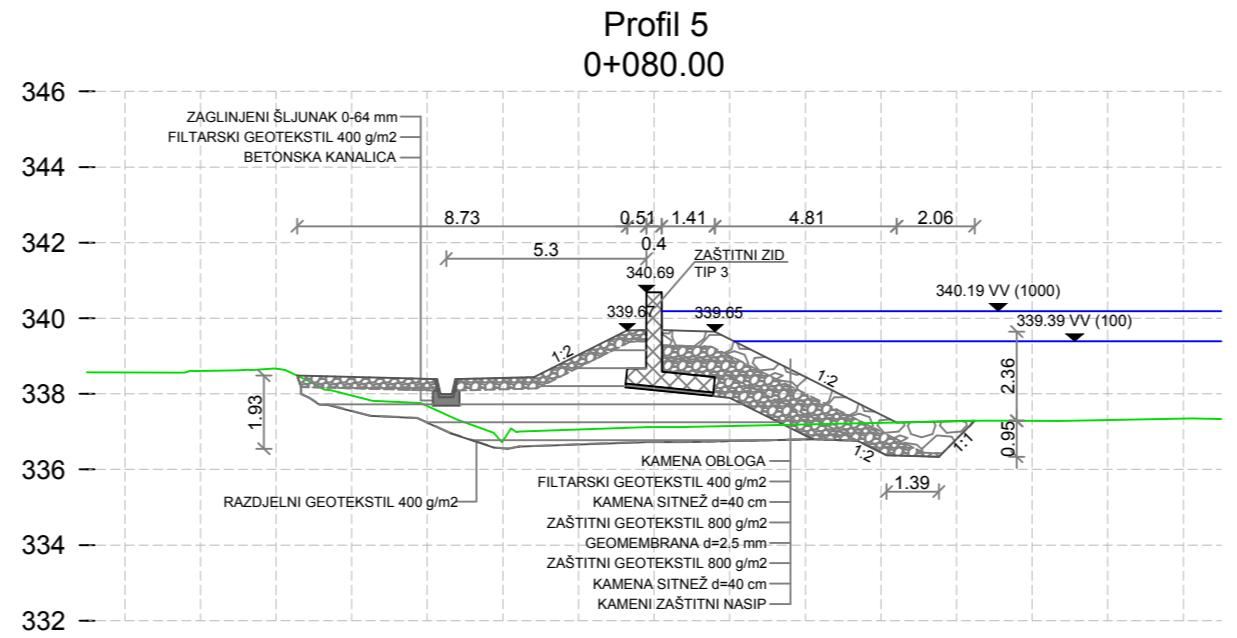 Profil 5
0+080.00
346
344
342
340
338
336
334
332
ZAGLINJENI ŠLJUNAK 0-64 mm
FILTARSKI GEOTEKSTIL 400 g/m2
BETONSKA KANALICA
8.73
0.51
1.41
4.81
2.06
5.3
0.4
ZAŠTITNI ZID
TIP 3
340.69
339.67
339.65
340.19 VV (1000)
339.39 VV (100)
1:2
1:2
2.36
1.93
0.95
1:2
1:1
1.39
RAZDJELNI GEOTEKSTIL 400 g/m2
KAMENA OBLOGA
FILTARSKI GEOTEKSTIL 400 g/m2
KAMENA SITNEŽ d=40 cm
ZAŠTITNI GEOTEKSTIL 800 g/m2
GEOMEMBRANA d=2.5 mm
ZAŠTITNI GEOTEKSTIL 800 g/m2
KAMENA SITNEŽ d=40 cm
KAMENI ZAŠTITNI NASIP